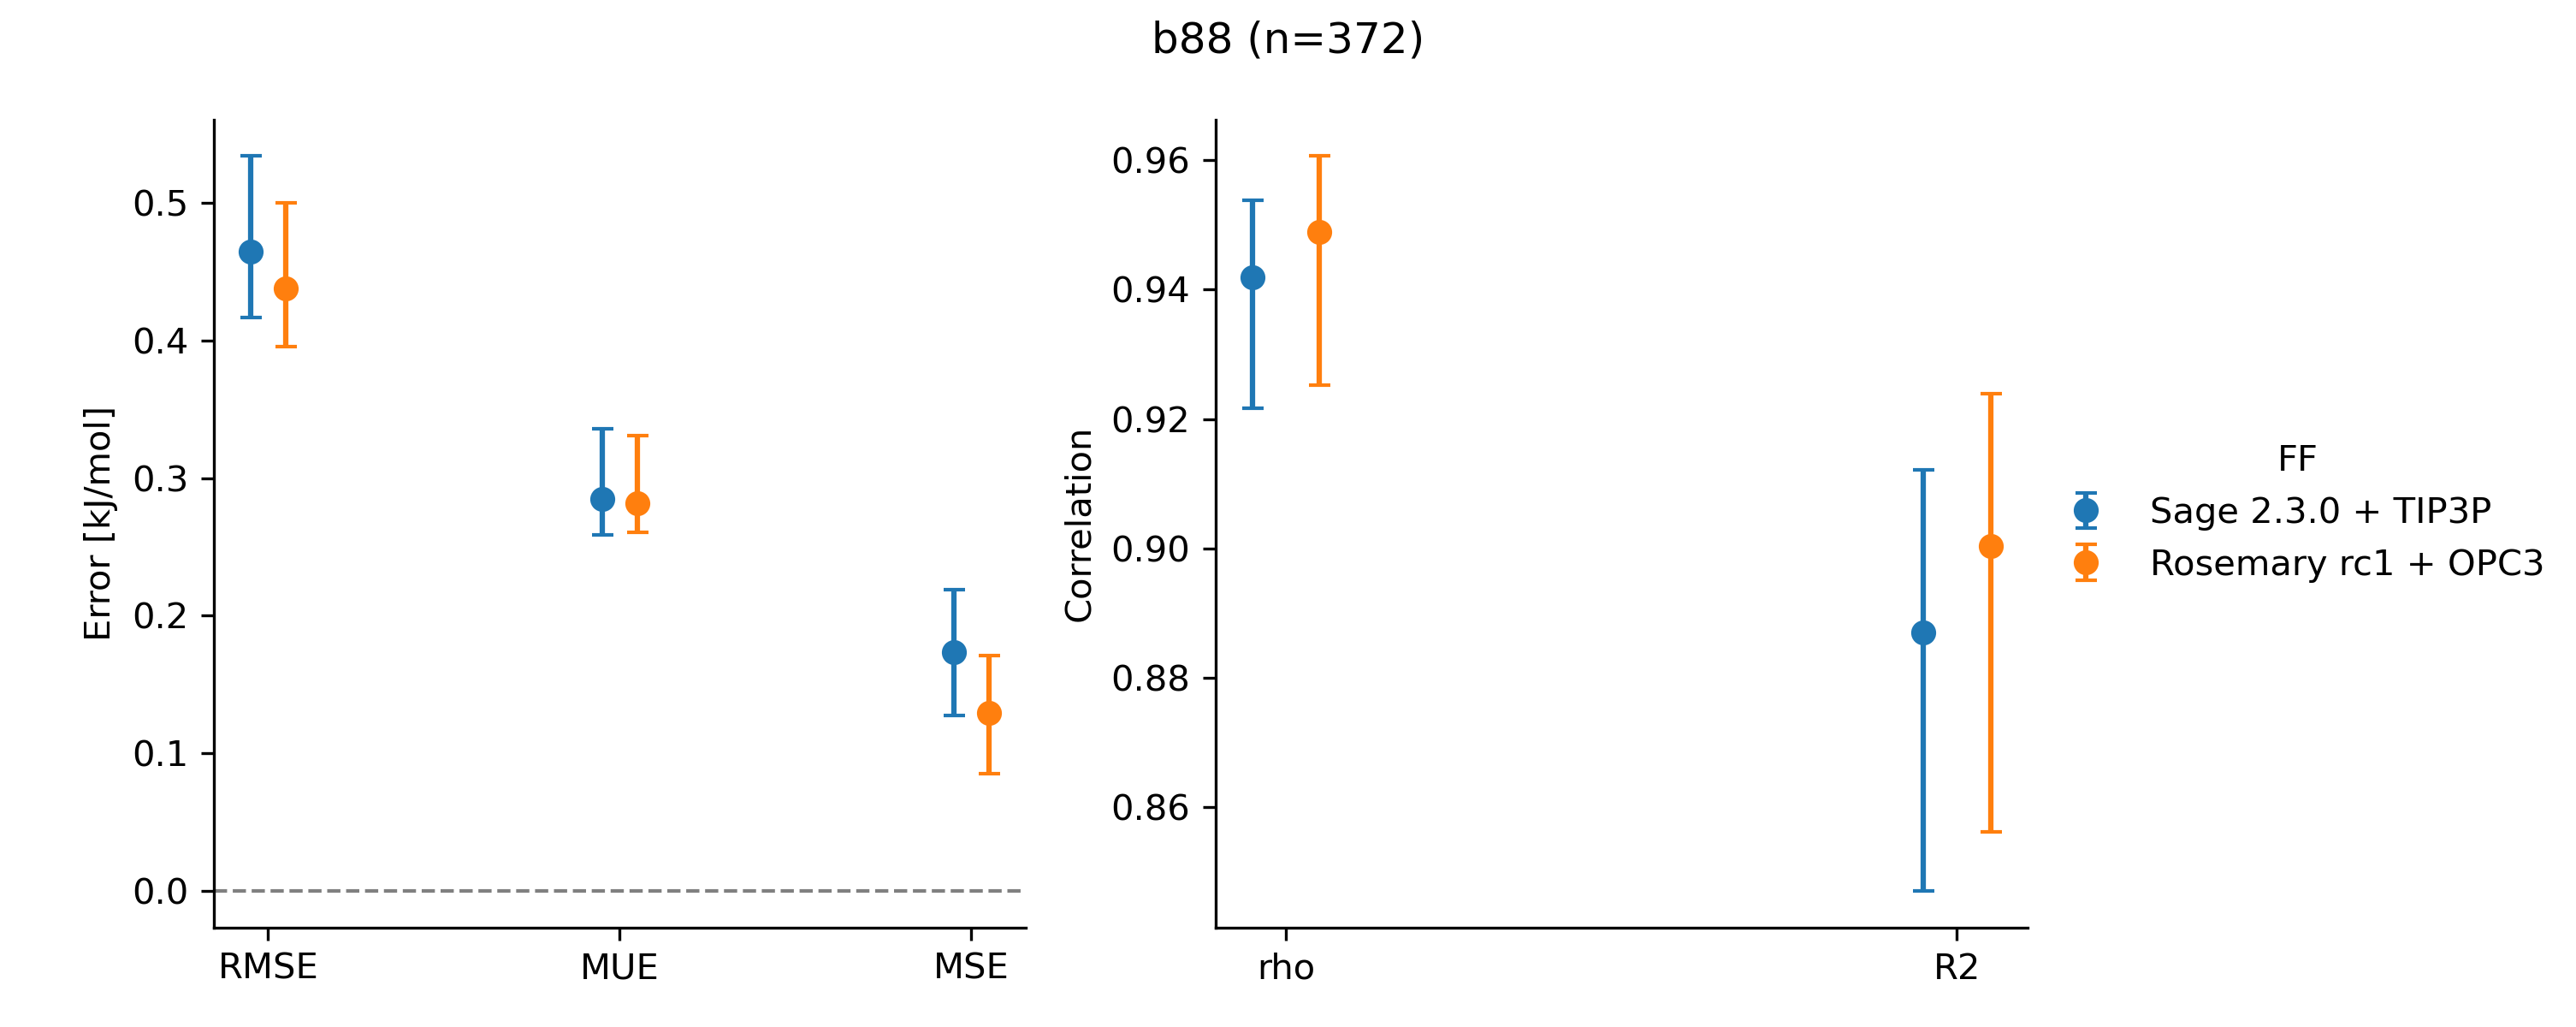 b88 (n=372)
Error [kJ/mol]
0.5
0.4
0.3
0.2
0.1
0.0
RMSE
MUE
MSE
Correlation
0.96
0.94
0.92
0.90
0.88
0.86
rho
R2
FF
Sage 2.3.0 + TIP3P
Rosemary rc1 + OPC3